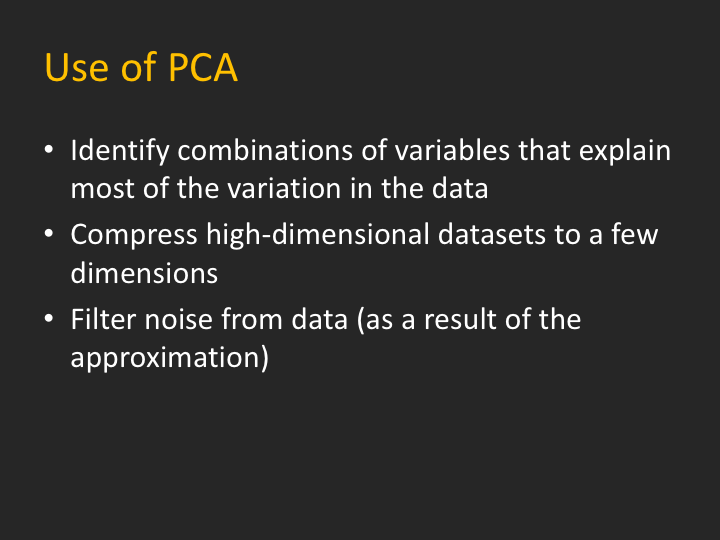 Use of PCA
• Identify combinations of variables that explain
most of the variation in the data
• Compress high-dimensional datasets to a few
dimensions
• Filter noise from data (as a result of the
approximation)